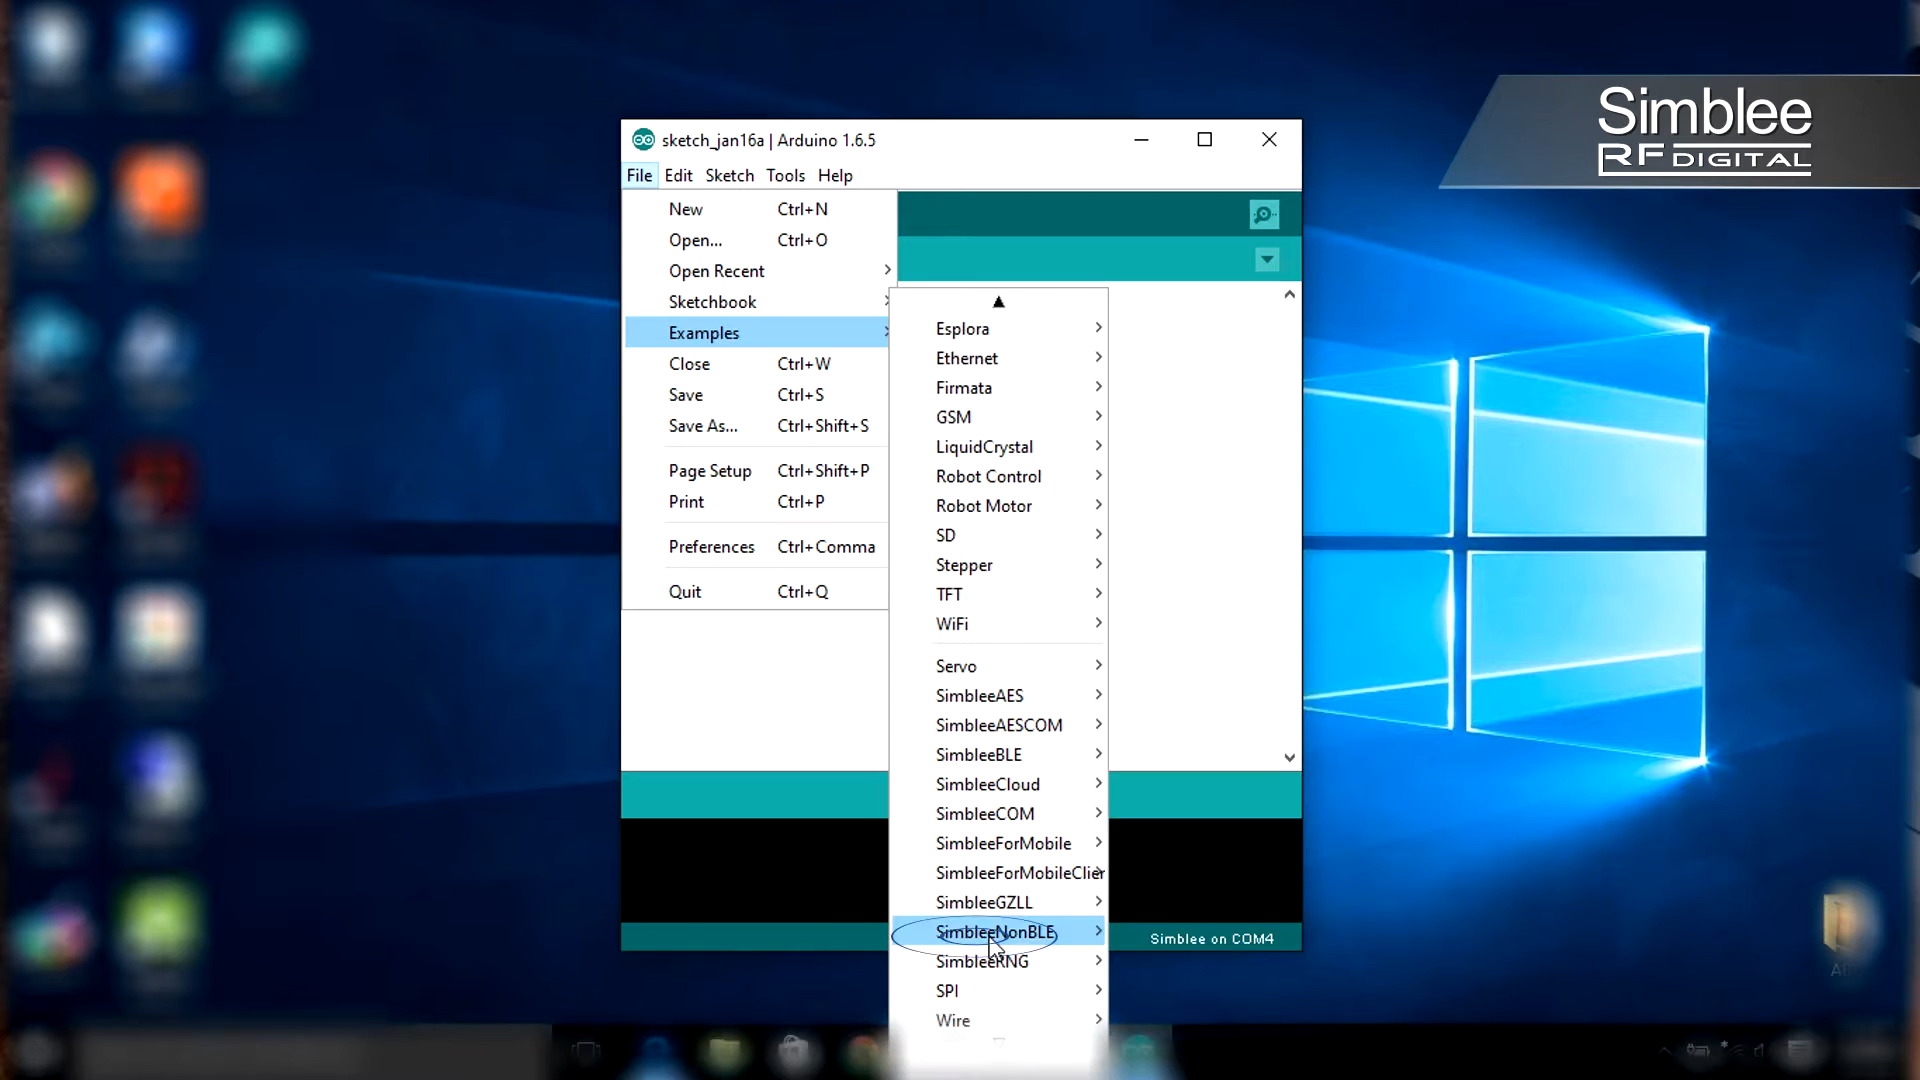 Simblee
RF DIGITAL
sketch_jan16a | Arduino 1.6.5
File Edit Sketch Tools Help
New Ctrl+N
Open... Ctrl+O
Open Recent
Sketchbook
Examples
Close Ctrl+W
Save Ctrl+S
Save As... Ctrl+Shift+S
Page Setup Ctrl+Shift+P
Print Ctrl+P
Preferences Ctrl+Comma
Quit Ctrl+Q
Esplora
Ethernet
Firmata
GSM
LiquidCrystal
Robot Control
Robot Motor
SD
Stepper
TFT
WiFi
Servo
SimbleeAES
SimbleeAESCOM
SimbleeBLE
SimbleeCloud
SimbleeCOM
SimbleeForMobile
SimbleeForMobileClier
SimbleeGZLL
SimbleeNonBLE
SimbleeRNG
SPI
Wire
Simblee on COM4